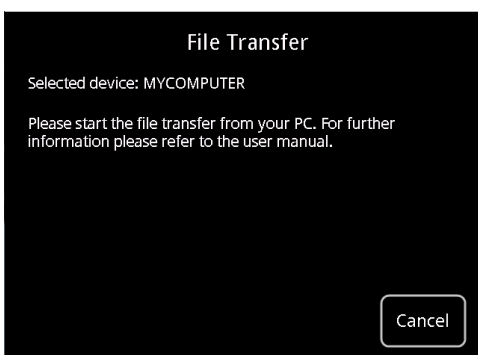 File Transfer
Selected device: MYCOMPUTER
Please start the file transfer from your PC. For further
information please refer to the user manual.
Cancel